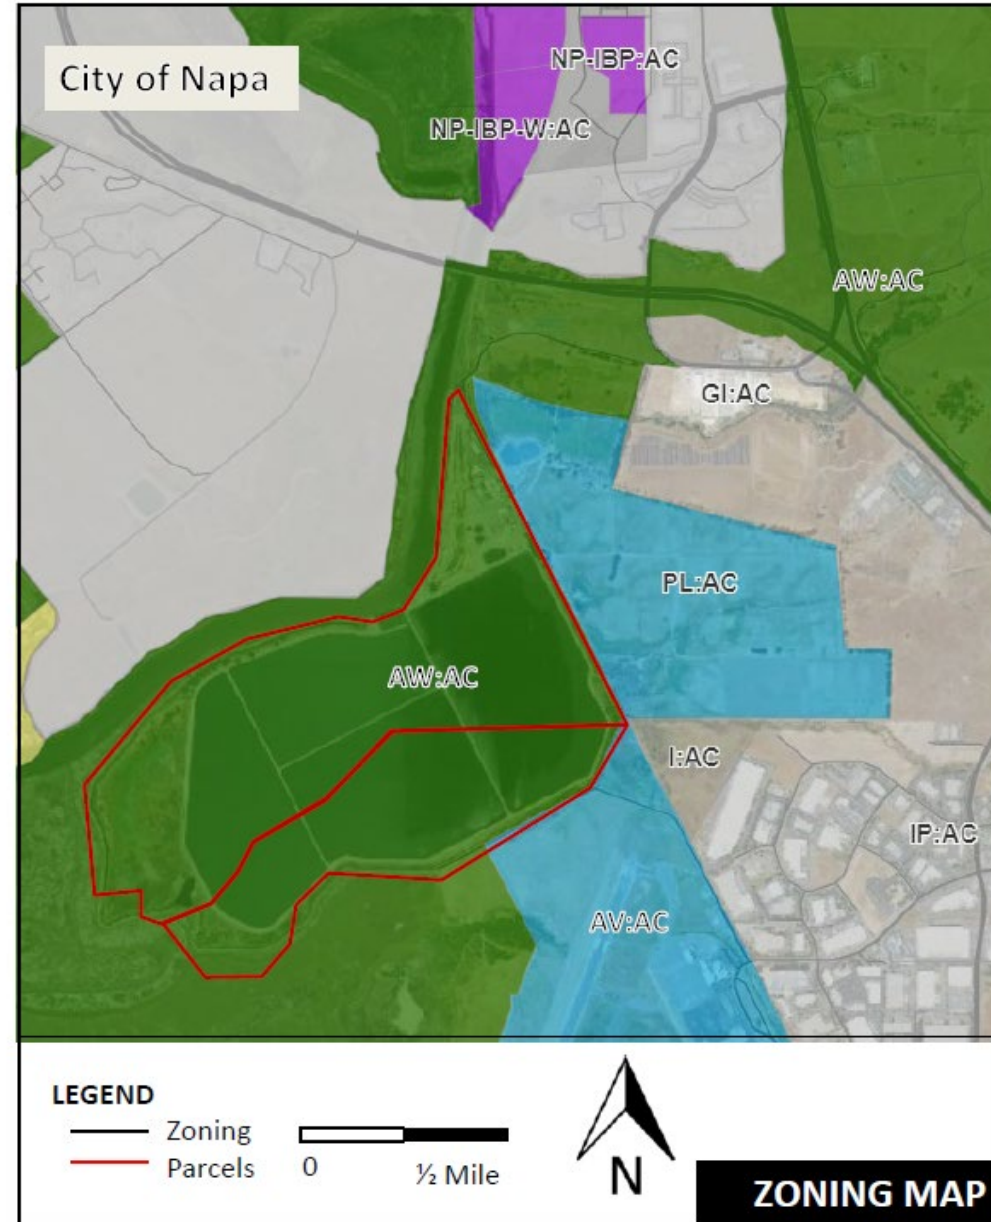 City of Napa
NP-IBP:AC
NP-IBP-W:AC
AW:AC
GI:AC
PL:AC
AW:AC
I:AC
IP:AC
AV:AC
LEGEND
Zoning
Parcels
0 ½ Mile
N
ZONING MAP